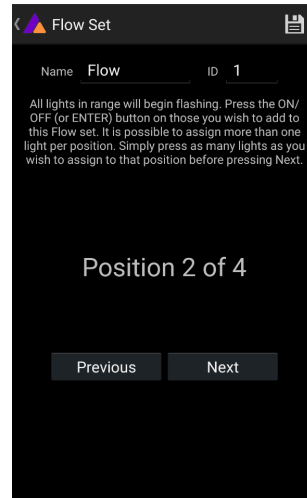 Flow Set
Name Flow ID 1
All lights in range will begin flashing. Press the ON/
OFF (or ENTER) button on those you wish to add to
this Flow set. It is possible to assign more than one
light per position. Simply press as many lights as you
wish to assign to that position before pressing Next.
Position 2 of 4
Previous Next